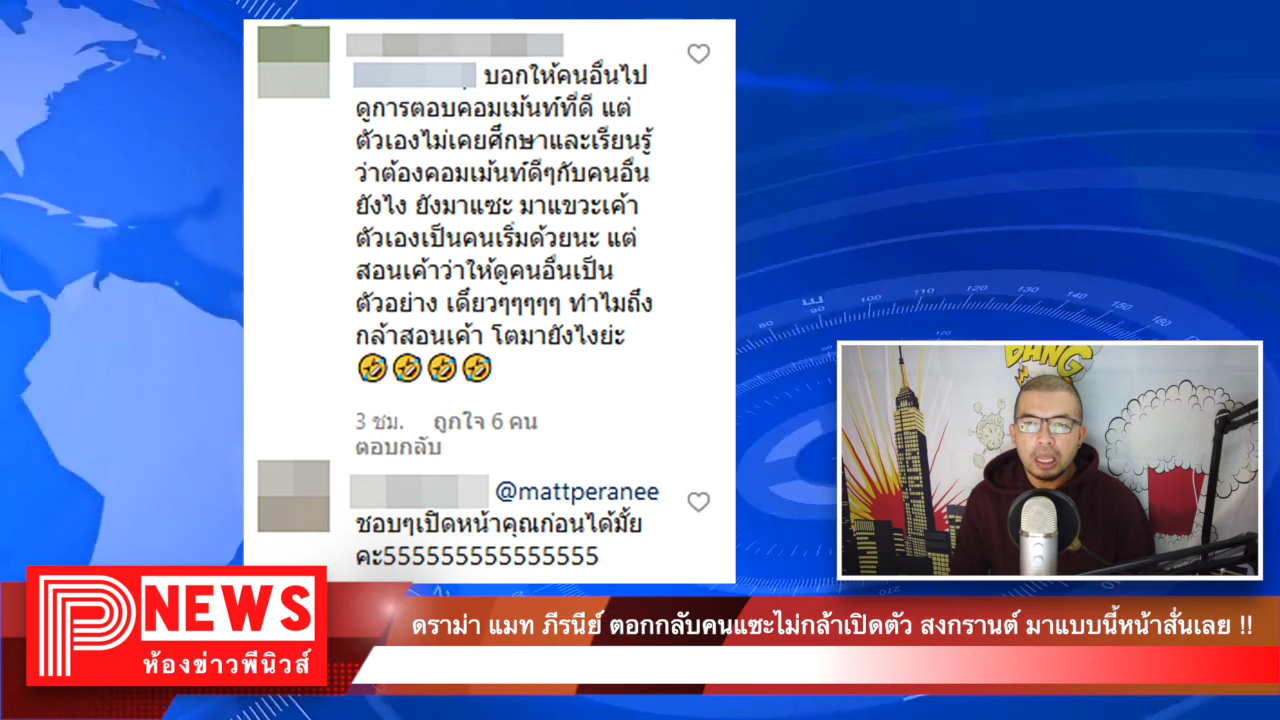 บอกให้คนอื่นไป
ดูการตอบคอมเม้นท์ที่ดี แต่
ตัวเองไม่เคยศึกษาและเรียนรู้
ว่าต้องคอมเม้นท์ดีๆกับคนอื่น
ยังไง ยังมาแซะ มาแขวะเค้า
ตัวเองเป็นคนเริ่มด้วยนะ แต่
สอนเค้าว่าให้ดูคนอื่นเป็น
ตัวอย่าง เดี๊ยวๆๆๆๆๆ ทำไมถึง
กล้าสอนเค้า โตมายังไงย่ะ
🤣🤣🤣🤣
3 ชม. ถูกใจ 6 คน
ตอบกลับ
@mattperanee
ชอบๆเปิดหน้าคุณก่อนได้มั้ย
คะ555555555555555
60 80 90 100 110 120 130 140 150 160
120
BANG
P NEWS
ห้องข่าวพีนิวส์
ดราม่า แมท ภีรนีย์ ตอกกลับคนแซะไม่กล้าเปิดตัว สงกรานต์ มาแบบนี้หน้าสั่นเลย !!